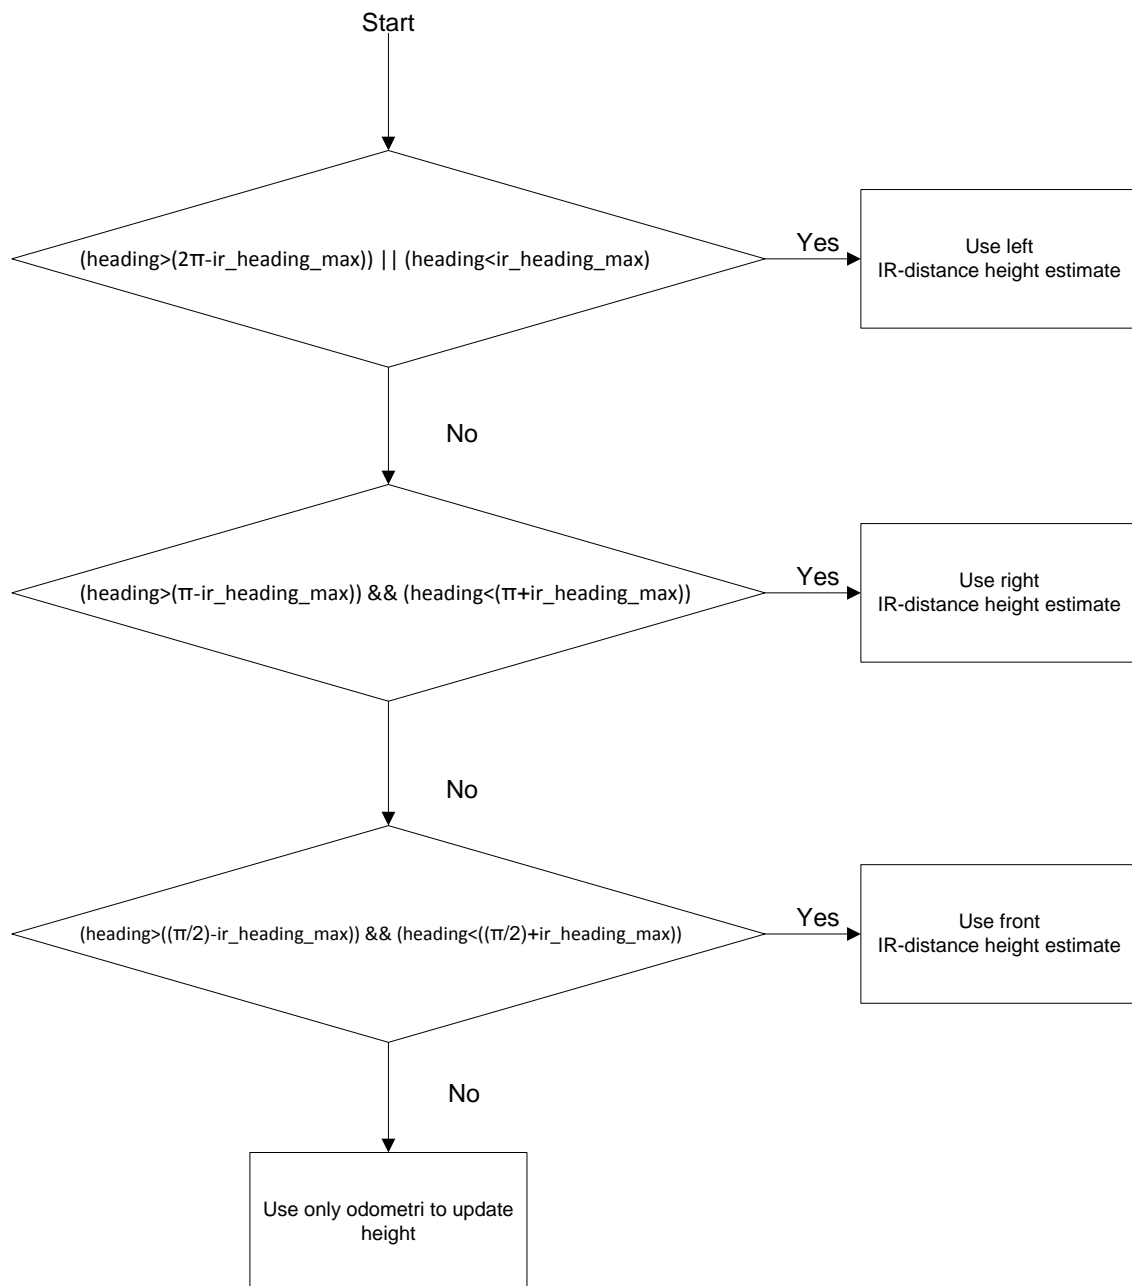 Start
(heading>(2π-ir_heading_max)) || (heading<ir_heading_max)
Yes
Use left
IR-distance height estimate
No
(heading>(π-ir_heading_max)) && (heading<(π+ir_heading_max))
Yes
Use right
IR-distance height estimate
No
(heading>((π/2)-ir_heading_max)) && (heading<((π/2)+ir_heading_max))
Yes
Use front
IR-distance height estimate
No
Use only odometri to update
height